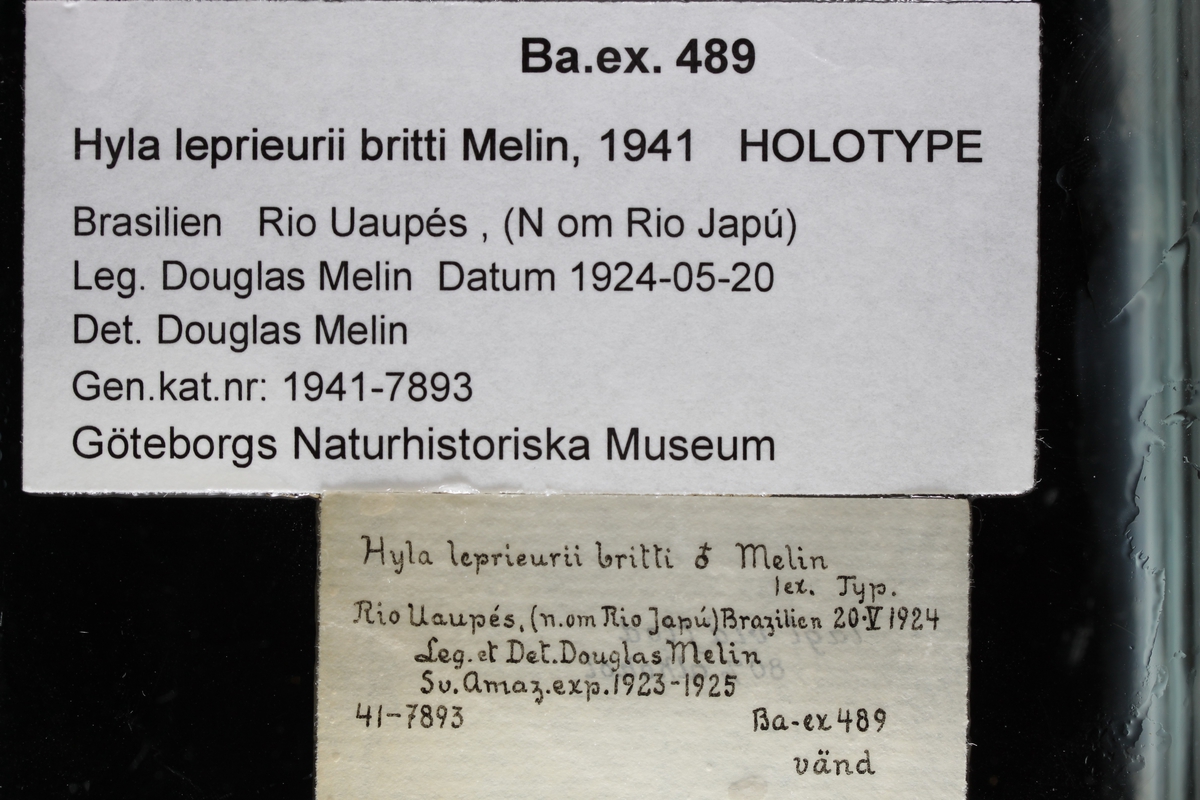 Ba.ex. 489
Hyla leprieurii britti Melin, 1941 HOLOTYPE
Brasilien Rio Uaupés , (N om Rio Japú)
Leg. Douglas Melin Datum 1924-05-20
Det. Douglas Melin
Gen.kat.nr: 1941-7893
Göteborgs Naturhistoriska Museum
Hyla leprieurii britti ♂ Melin
1ex. Typ.
Rio Uaupés, (n.om Rio Japú) Brazilien 20·V 1924
Leg. et Det. Douglas Melin
Sv. Amaz.exp. 1923-1925
41-7893 Ba-ex 489
vänd